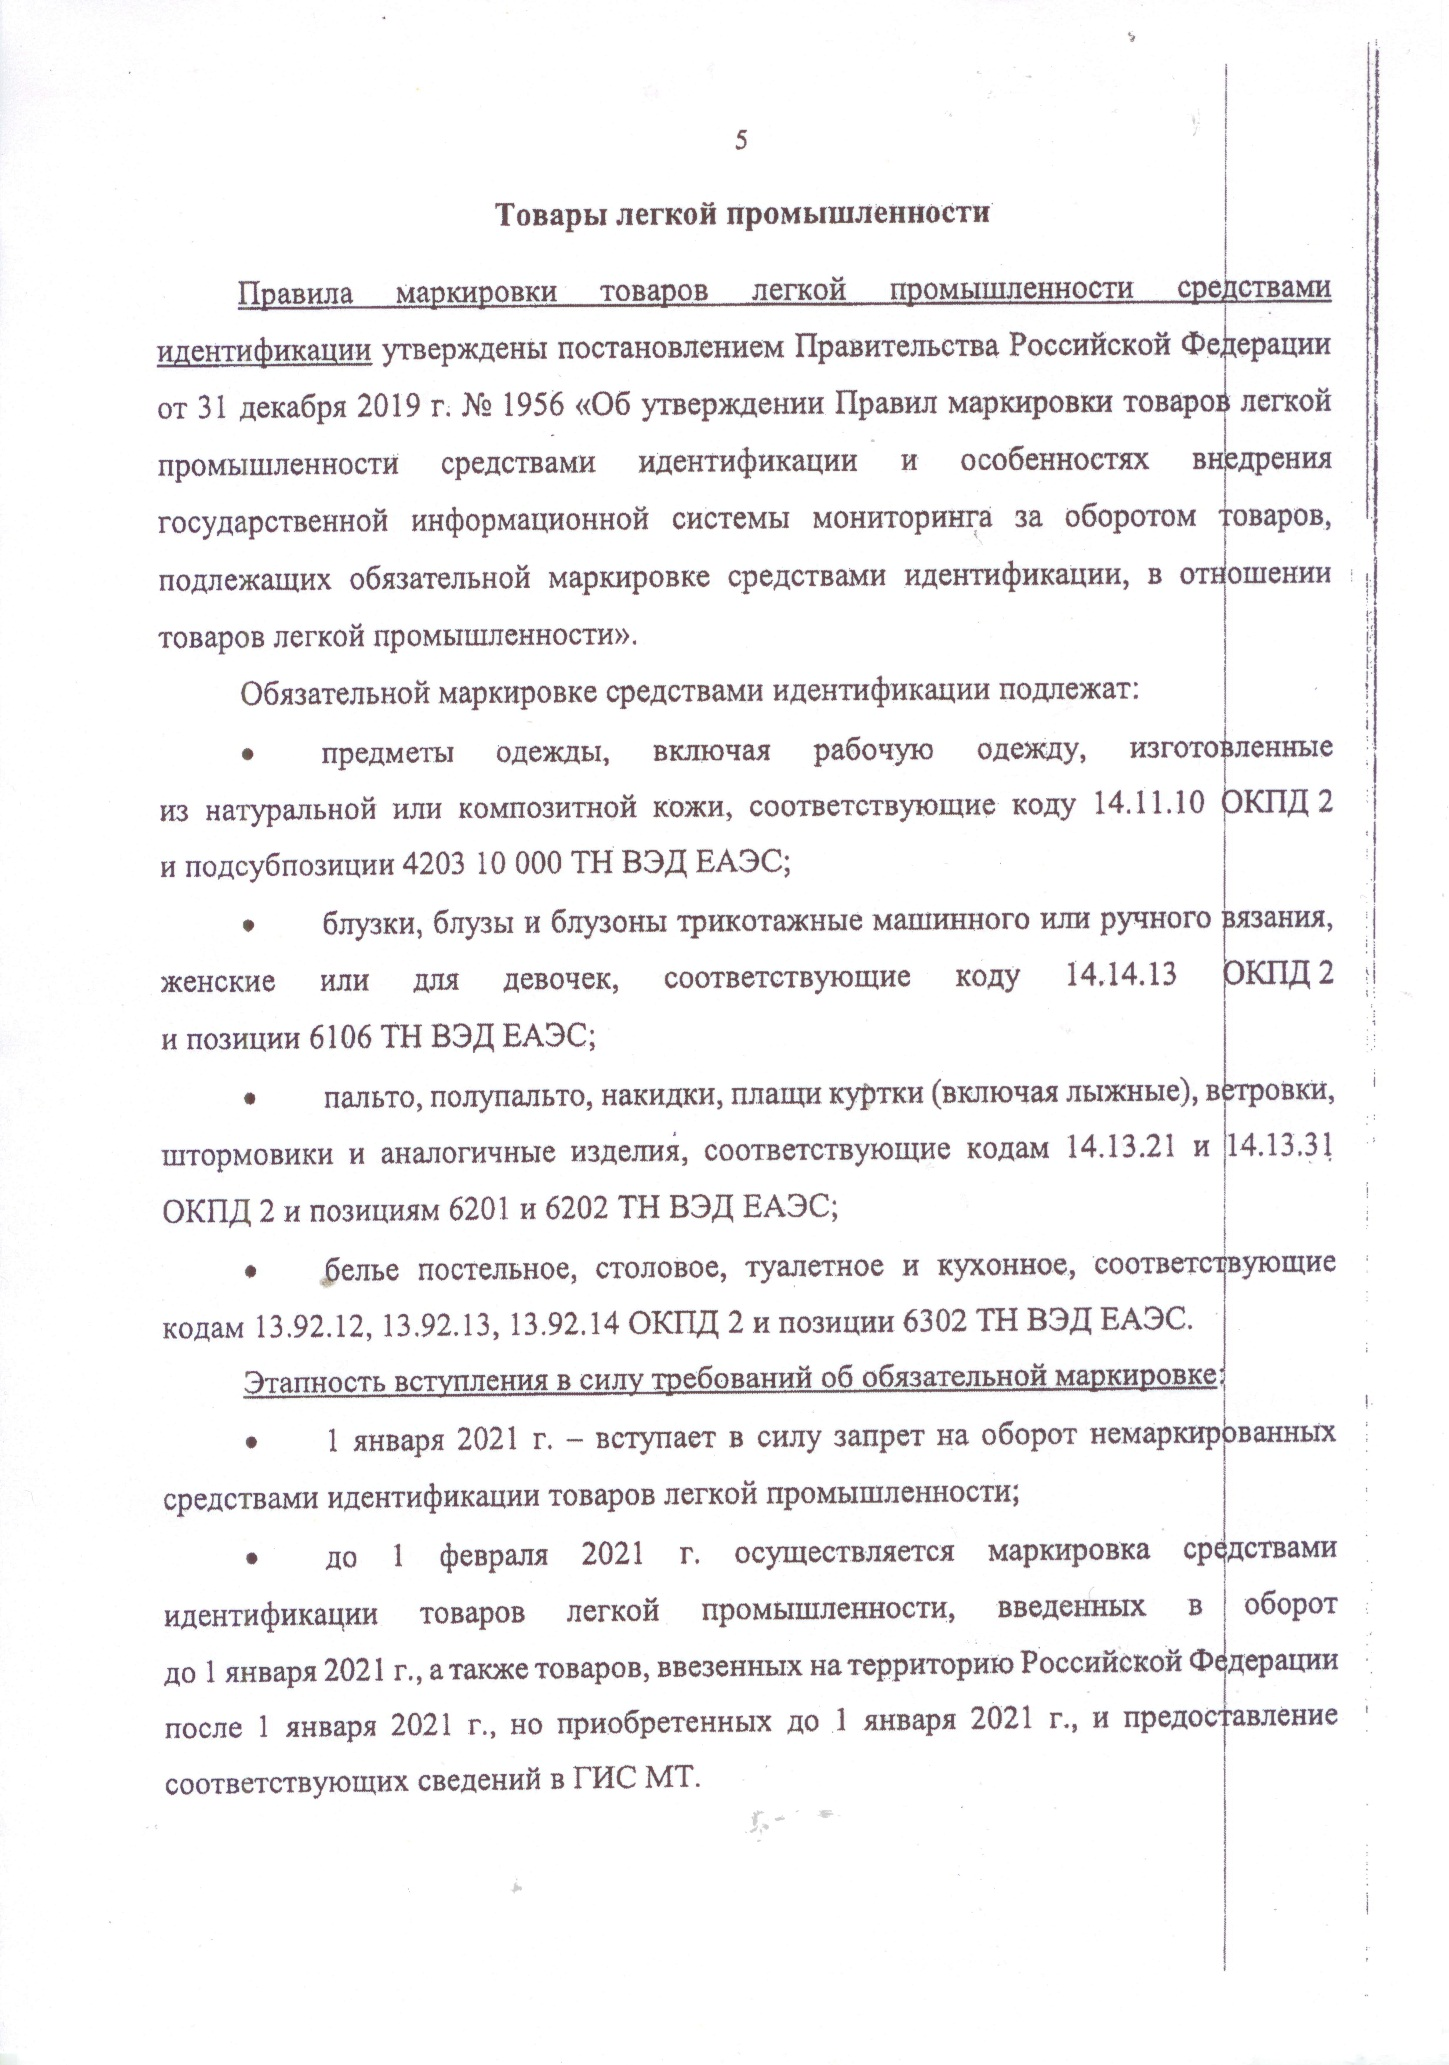 5
Товары легкой промышленности
Правила маркировки товаров легкой промышленности средствами
идентификации утверждены постановлением Правительства Российской Федерации
от 31 декабря 2019 г. № 1956 «Об утверждении Правил маркировки товаров легкой
промышленности средствами идентификации и особенностях внедрения
государственной информационной системы мониторинга за оборотом товаров,
подлежащих обязательной маркировке средствами идентификации, в отношении
товаров легкой промышленности».
Обязательной маркировке средствами идентификации подлежат:
• предметы одежды, включая рабочую одежду, изготовленные
из натуральной или композитной кожи, соответствующие коду 14.11.10 ОКПД 2
и подсубпозиции 4203 10 000 ТН ВЭД ЕАЭС;
• блузки, блузы и блузоны трикотажные машинного или ручного вязания,
женские или для девочек, соответствующие коду 14.14.13 ОКПД 2
и позиции 6106 ТН ВЭД ЕАЭС;
• пальто, полупальто, накидки, плащи куртки (включая лыжные), ветровки,
штормовики и аналогичные изделия, соответствующие кодам 14.13.21 и 14.13.31
ОКПД 2 и позициям 6201 и 6202 ТН ВЭД ЕАЭС;
• белье постельное, столовое, туалетное и кухонное, соответствующие
кодам 13.92.12, 13.92.13, 13.92.14 ОКПД 2 и позиции 6302 ТН ВЭД ЕАЭС.
Этапность вступления в силу требований об обязательной маркировке:
• 1 января 2021 г. – вступает в силу запрет на оборот немаркированных
средствами идентификации товаров легкой промышленности;
• до 1 февраля 2021 г. осуществляется маркировка средствами
идентификации товаров легкой промышленности, введенных в оборот
до 1 января 2021 г., а также товаров, ввезенных на территорию Российской Федерации
после 1 января 2021 г., но приобретенных до 1 января 2021 г., и предоставление
соответствующих сведений в ГИС МТ.